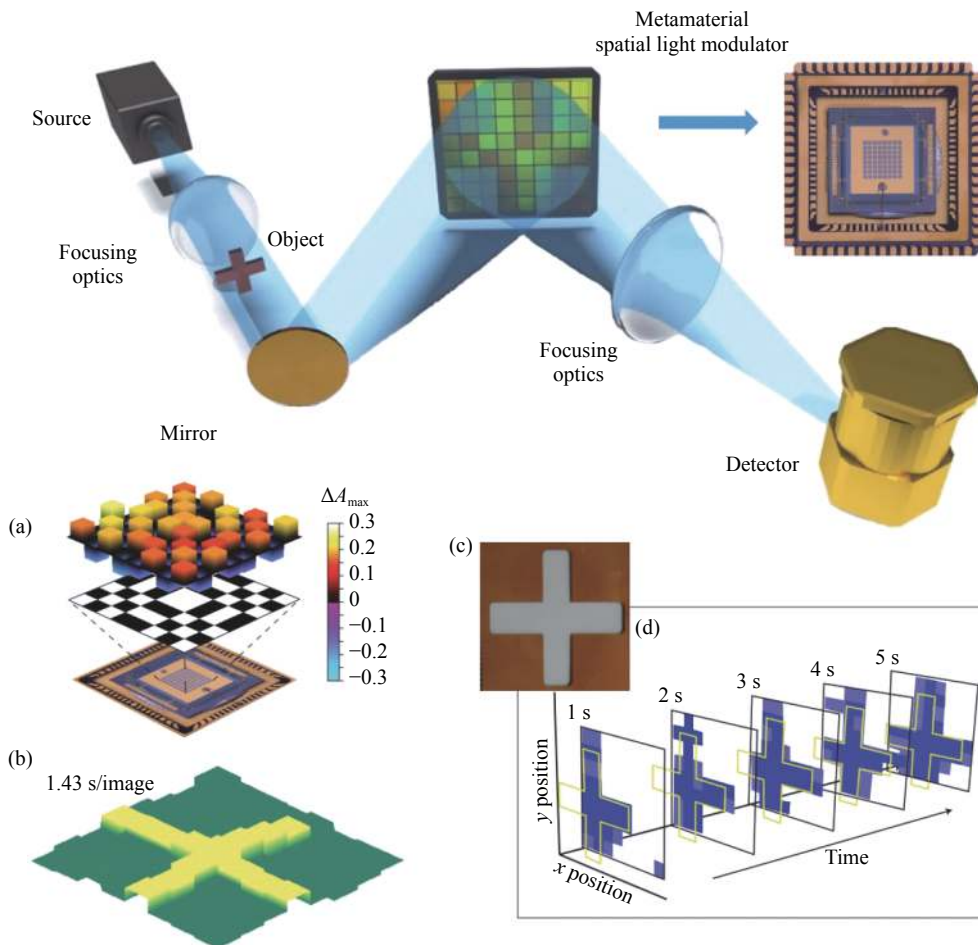 Metamaterial
spatial light modulator
Source
Focusing
optics
Object
Mirror
Focusing
optics
Detector
(a)
ΔAmax
0.3
0.2
0.1
0
−0.1
−0.2
−0.3
(b)
1.43 s/image
(c)
(d)
1 s
2 s
3 s
4 s
5 s
y position
x position
Time